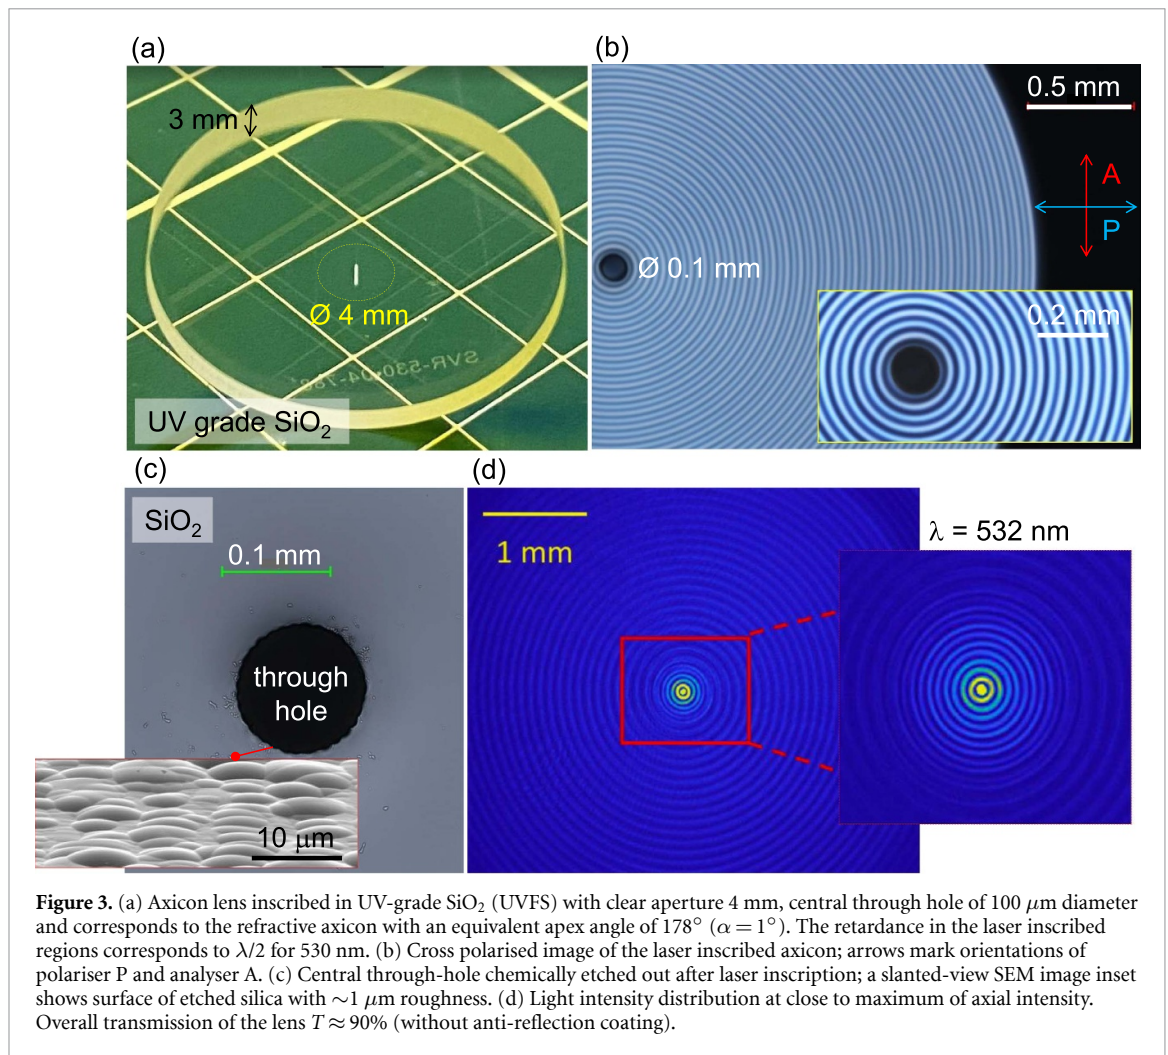 (a)
3 mm
Ø 4 mm
UV grade SiO₂
(b)
0.5 mm
A
P
Ø 0.1 mm
0.2 mm
(c)
SiO₂
0.1 mm
through
hole
10 μm
(d)
1 mm
λ = 532 nm
Figure 3. (a) Axicon lens inscribed in UV-grade SiO₂ (UVFS) with clear aperture 4 mm, central through hole of 100 μm diameter
and corresponds to the refractive axicon with an equivalent apex angle of 178° (α = 1°). The retardance in the laser inscribed
regions corresponds to λ/2 for 530 nm. (b) Cross polarised image of the laser inscribed axicon; arrows mark orientations of
polariser P and analyser A. (c) Central through-hole chemically etched out after laser inscription; a slanted-view SEM image inset
shows surface of etched silica with ∼1 μm roughness. (d) Light intensity distribution at close to maximum of axial intensity.
Overall transmission of the lens T ≈ 90% (without anti-reflection coating).